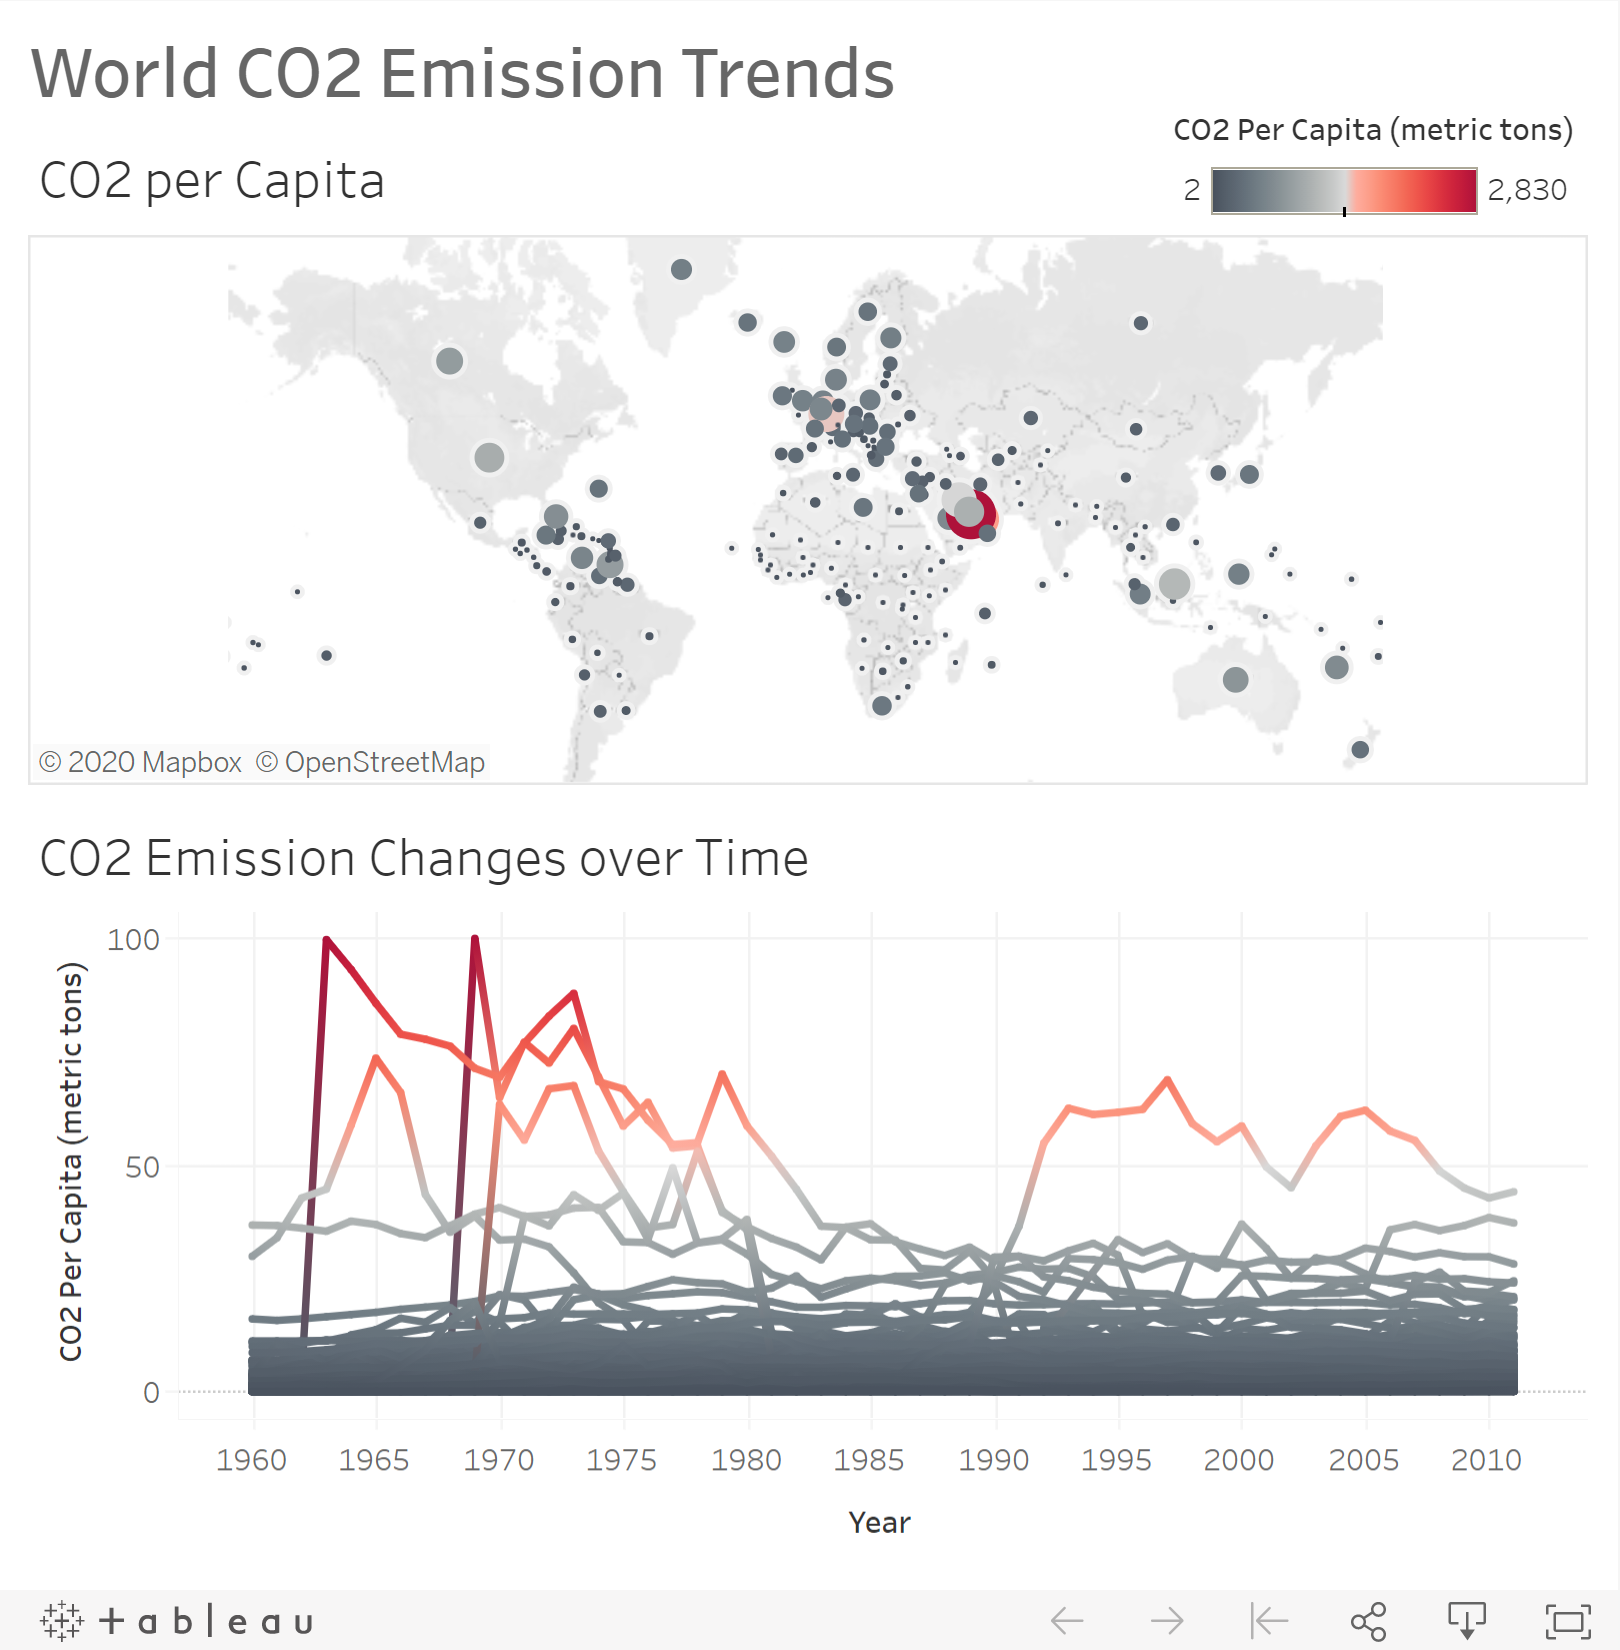 World CO2 Emission Trends
CO2 Per Capita (metric tons)
CO2 per Capita
2 2,830
© 2020 Mapbox © OpenStreetMap
CO2 Emission Changes over Time
CO2 Per Capita (metric tons)
100
50
0
1960 1965 1970 1975 1980 1985 1990 1995 2000 2005 2010
Year
+ableau